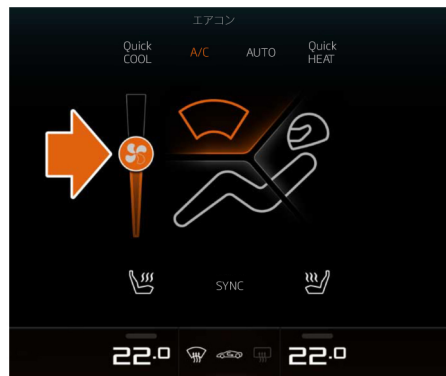 エアコン
Quick COOL
A/C
AUTO
Quick HEAT
SYNC
22.0
22.0